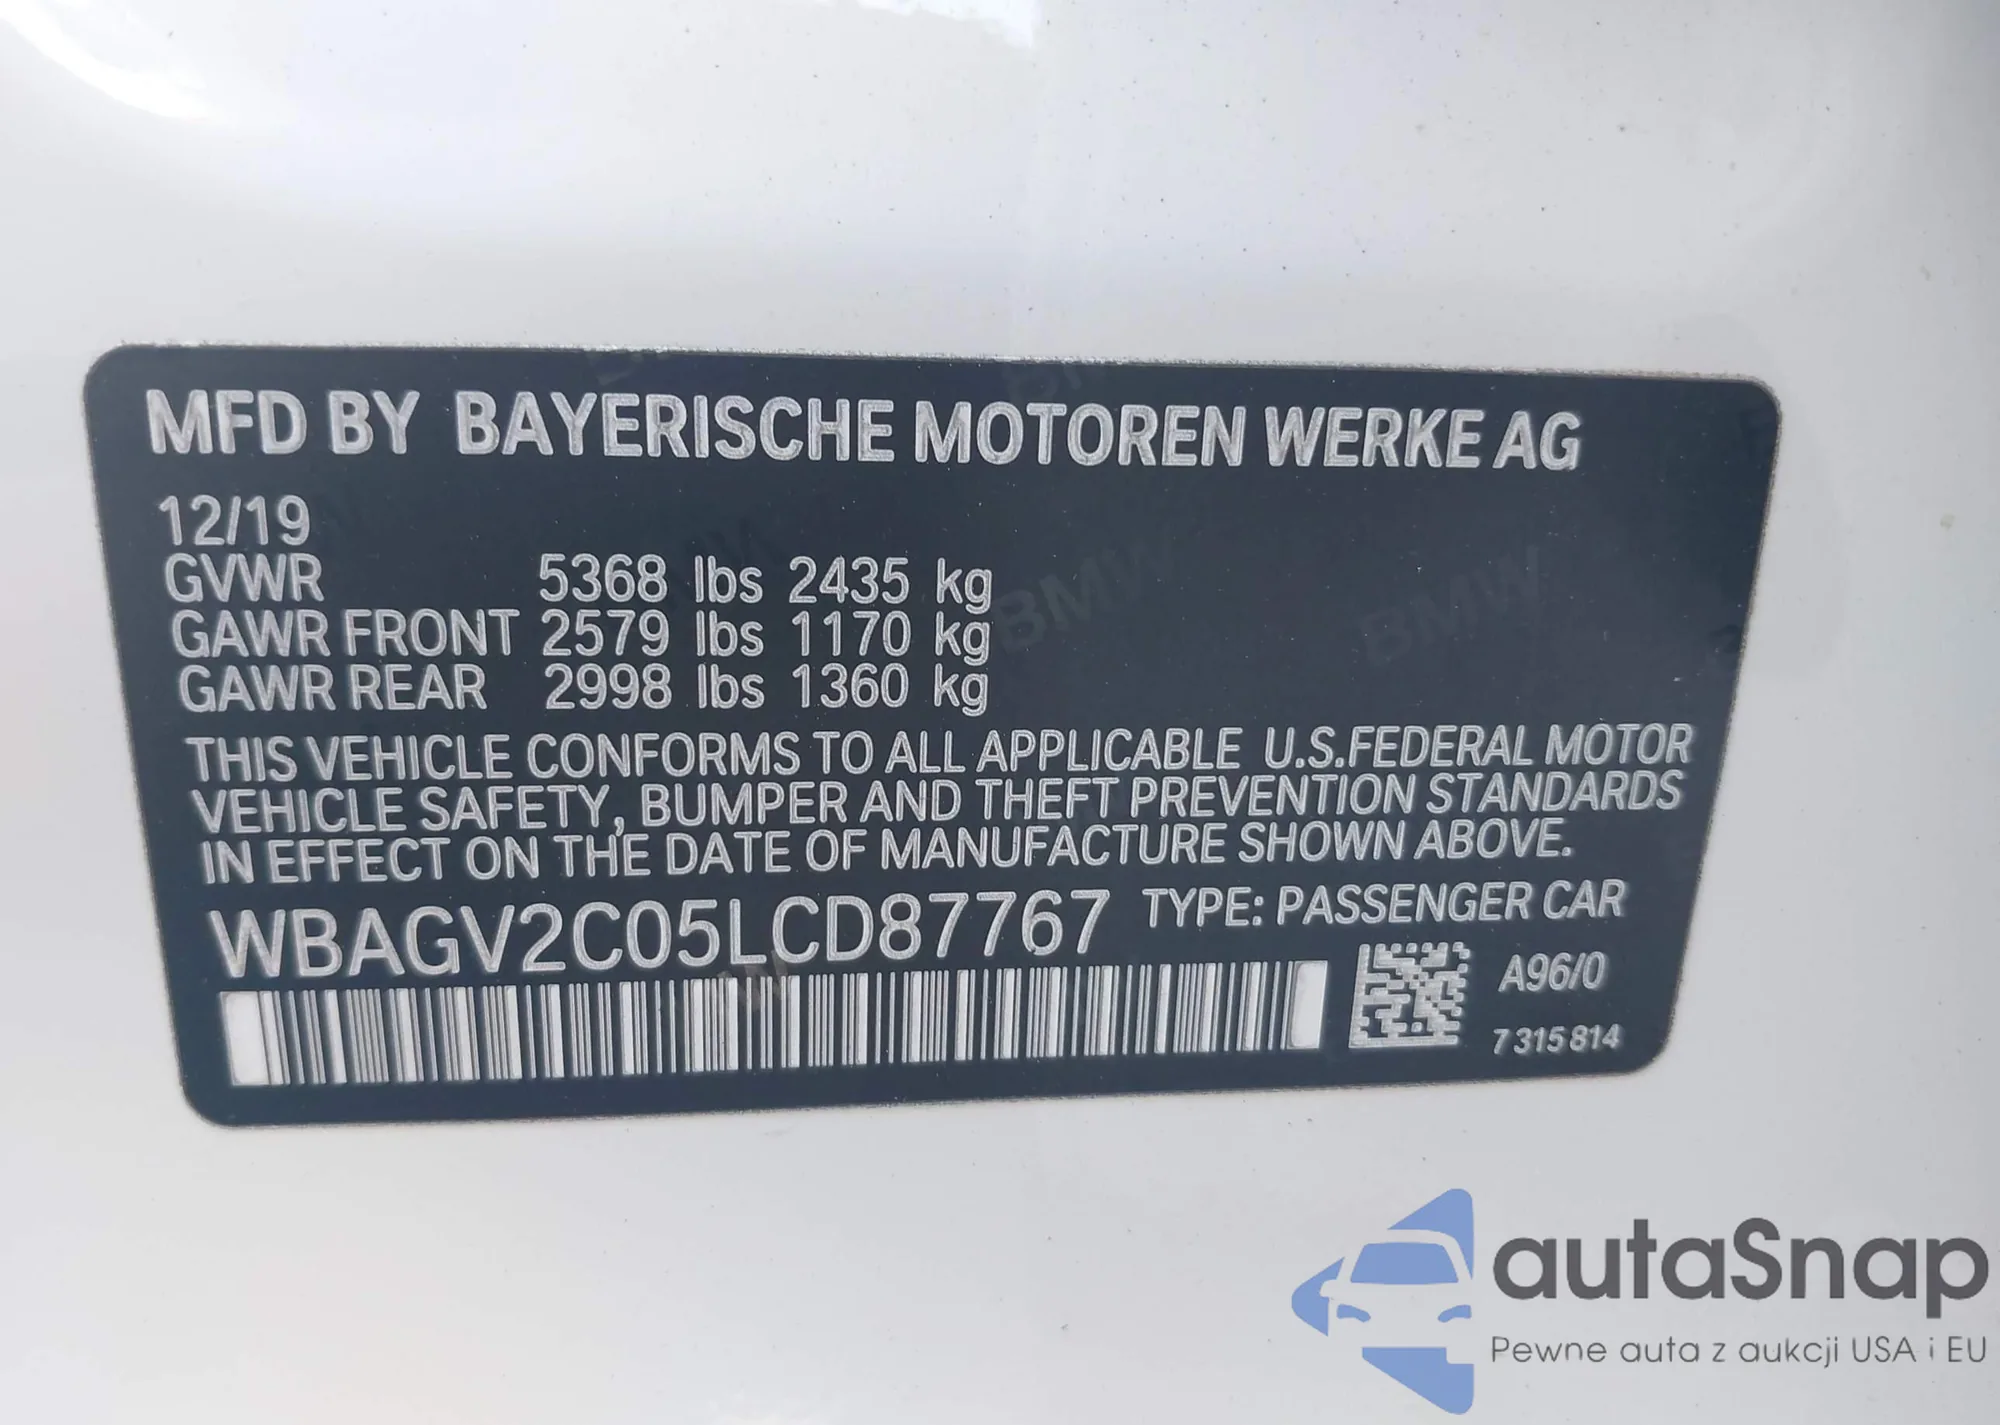 MFD BY BAYERISCHE MOTOREN WERKE AG
12/19
GVWR 5368 lbs 2435 kg
GAWR FRONT 2579 lbs 1170 kg
GAWR REAR 2998 lbs 1360 kg
THIS VEHICLE CONFORMS TO ALL APPLICABLE U.S.FEDERAL MOTOR
VEHICLE SAFETY, BUMPER AND THEFT PREVENTION STANDARDS
IN EFFECT ON THE DATE OF MANUFACTURE SHOWN ABOVE.
WBAGV2C05LCD87767 TYPE: PASSENGER CAR
A96/0
7315814
autaSnap
Pewne auta z aukcji USA i EU